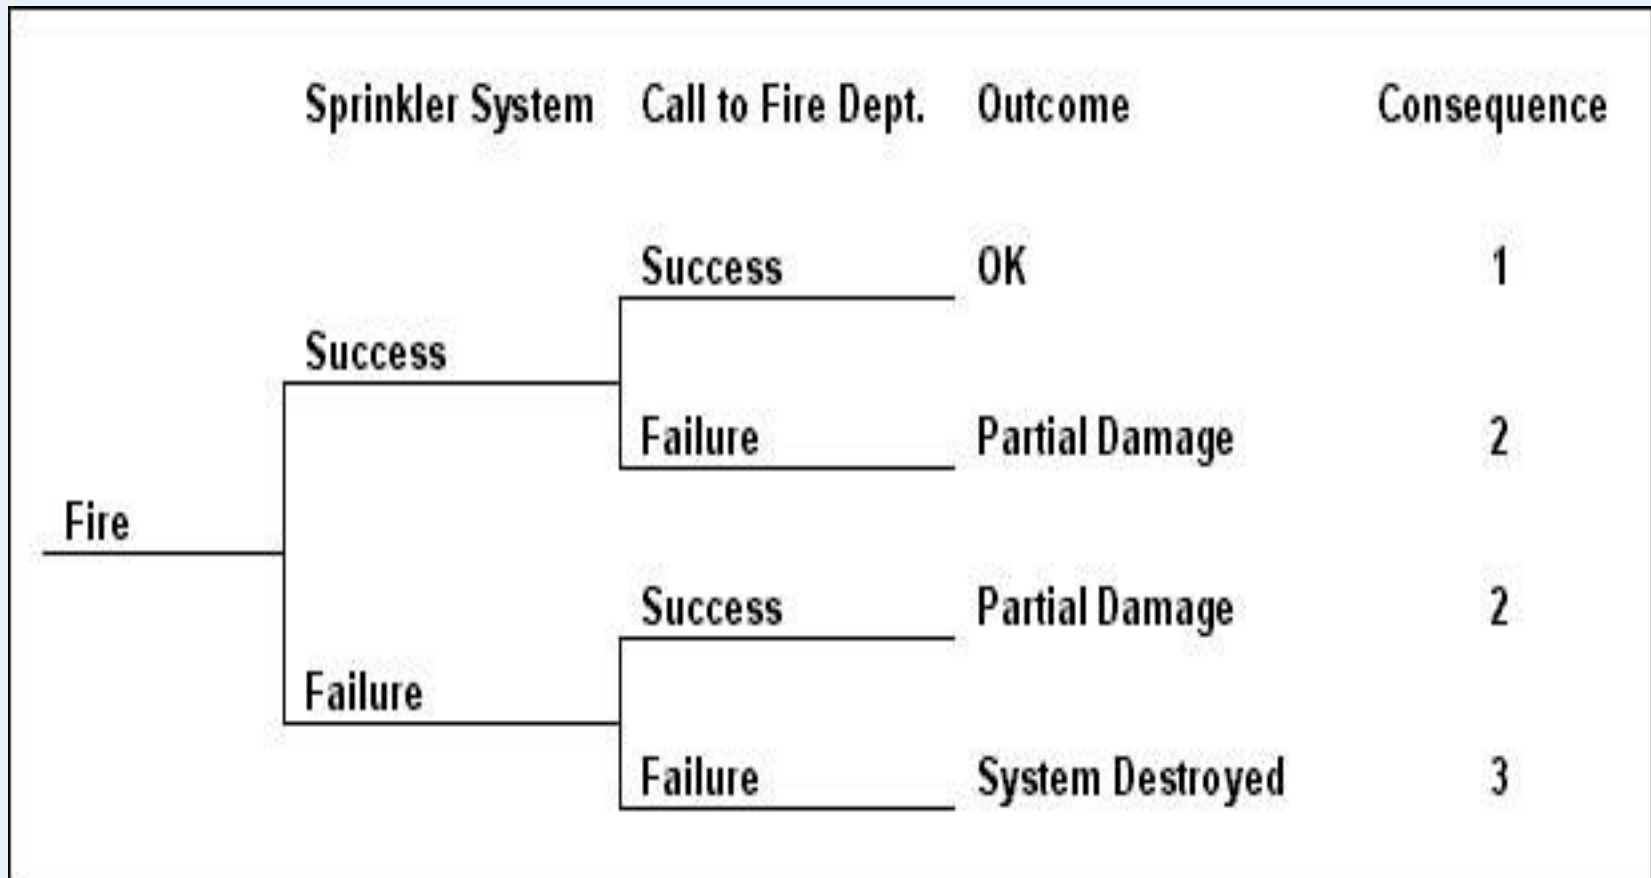 Sprinkler System Call to Fire Dept. Outcome Consequence
Success OK 1
Success
Failure Partial Damage 2
Fire
Success Partial Damage 2
Failure
Failure System Destroyed 3